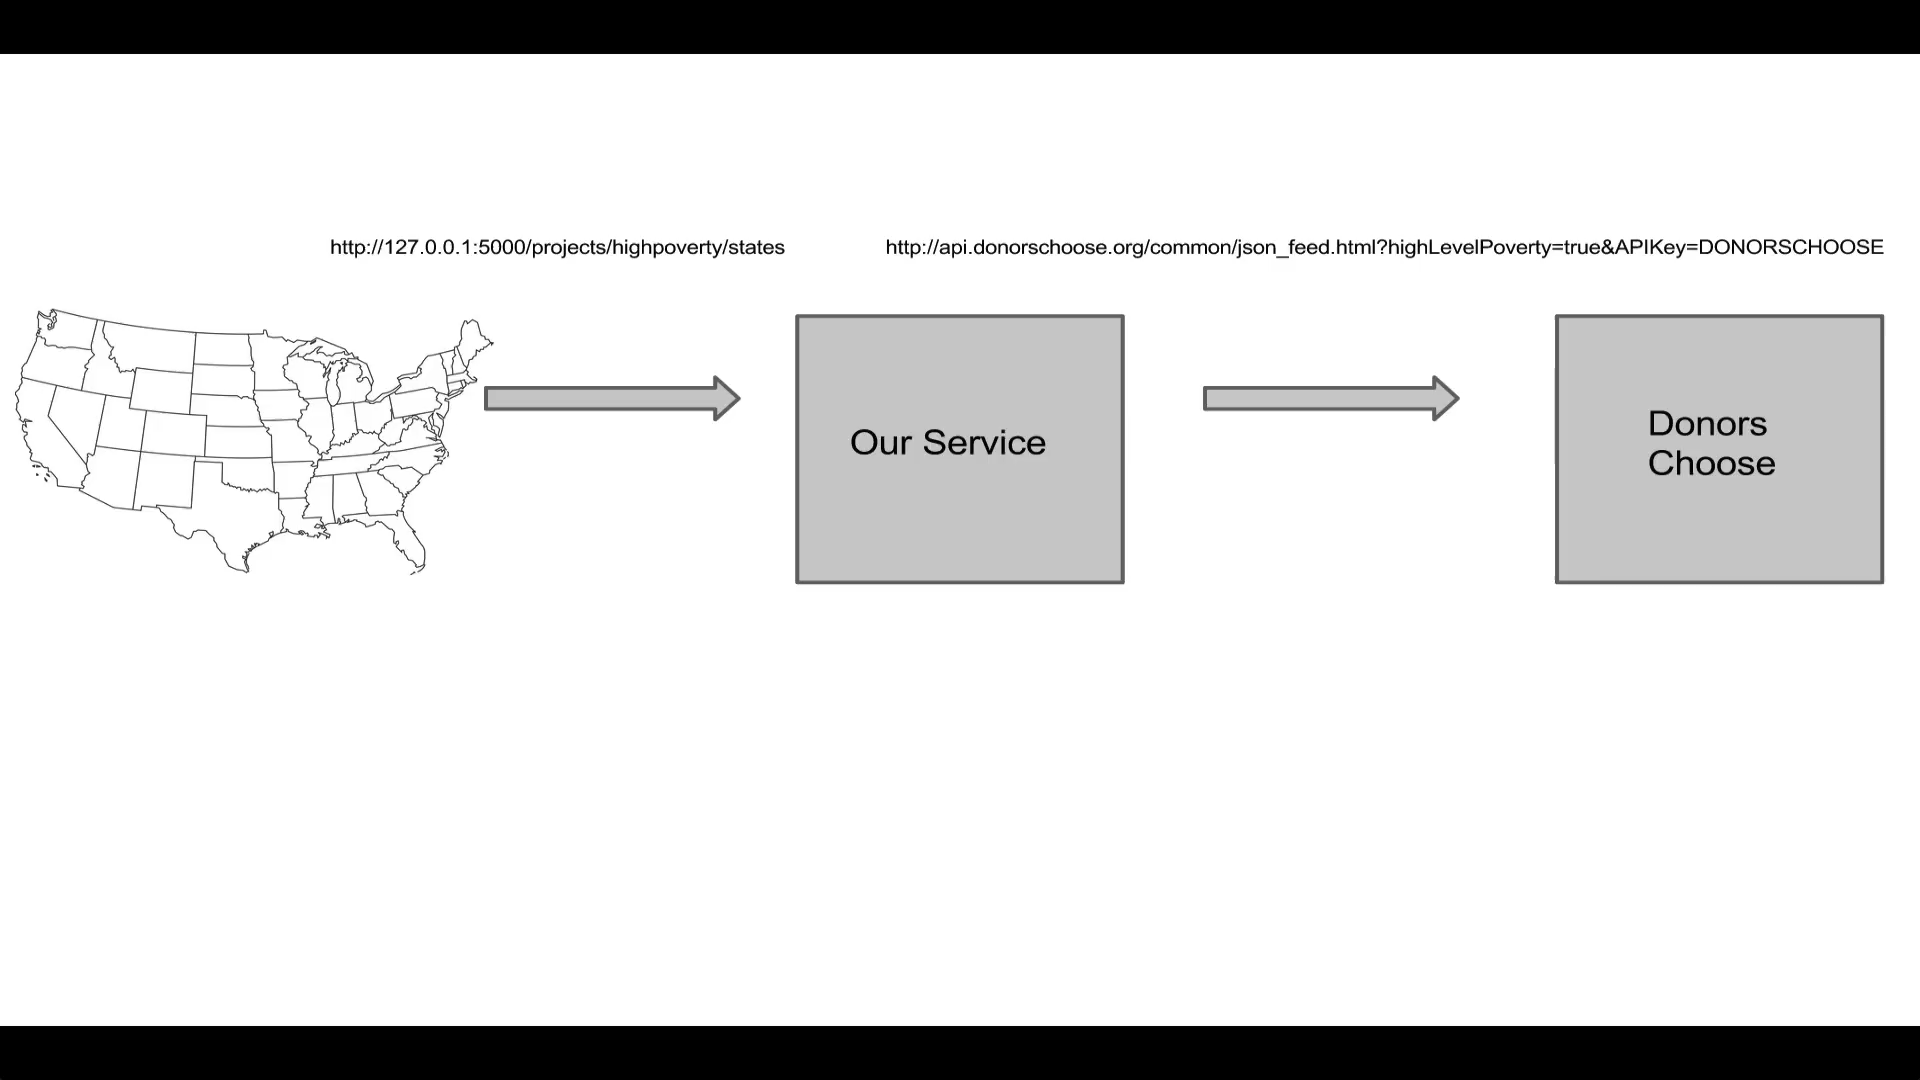 http://127.0.0.1:5000/projects/highpoverty/states
http://api.donorschoose.org/common/json_feed.html?highLevelPoverty=true&APIKey=DONORSCHOOSE
Our Service
Donors
Choose